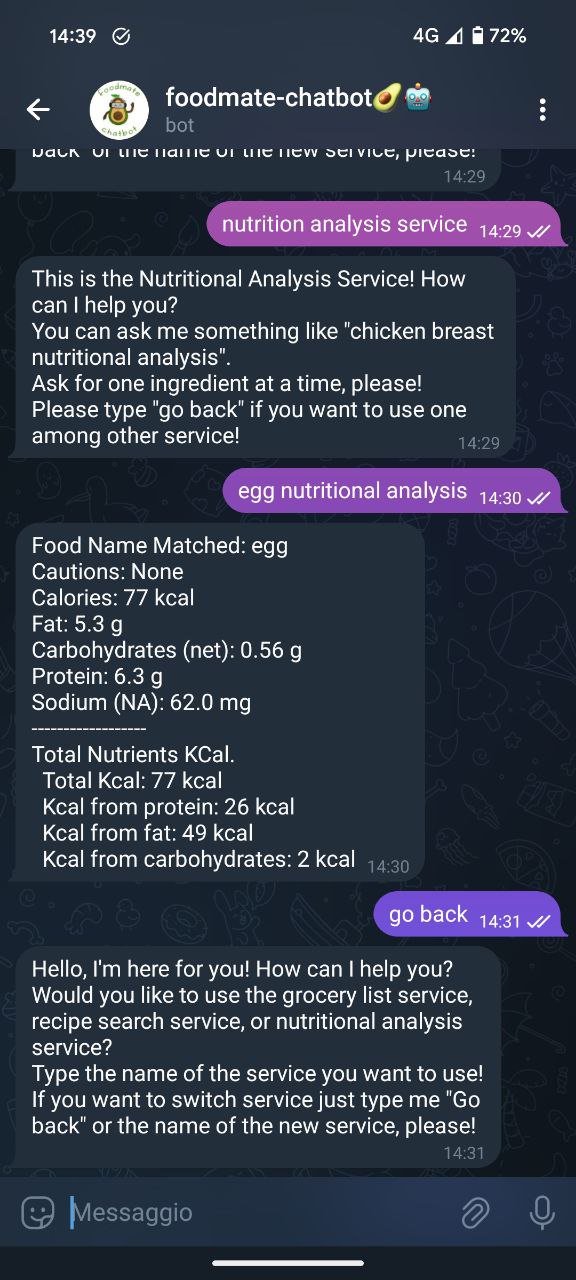 14:39
4G
72%
foodmate-chatbot🥑🤖
bot
foodmate
chatbot
back" or the name of the new service, please!
14:29
nutrition analysis service 14:29
This is the Nutritional Analysis Service! How
can I help you?
You can ask me something like "chicken breast
nutritional analysis".
Ask for one ingredient at a time, please!
Please type "go back" if you want to use one
among other service!
14:29
egg nutritional analysis 14:30
Food Name Matched: egg
Cautions: None
Calories: 77 kcal
Fat: 5.3 g
Carbohydrates (net): 0.56 g
Protein: 6.3 g
Sodium (NA): 62.0 mg
------------------
Total Nutrients KCal.
Total Kcal: 77 kcal
Kcal from protein: 26 kcal
Kcal from fat: 49 kcal
Kcal from carbohydrates: 2 kcal 14:30
go back 14:31
Hello, I'm here for you! How can I help you?
Would you like to use the grocery list service,
recipe search service, or nutritional analysis
service?
Type the name of the service you want to use!
If you want to switch service just type me "Go
back" or the name of the new service, please!
14:31
Messaggio